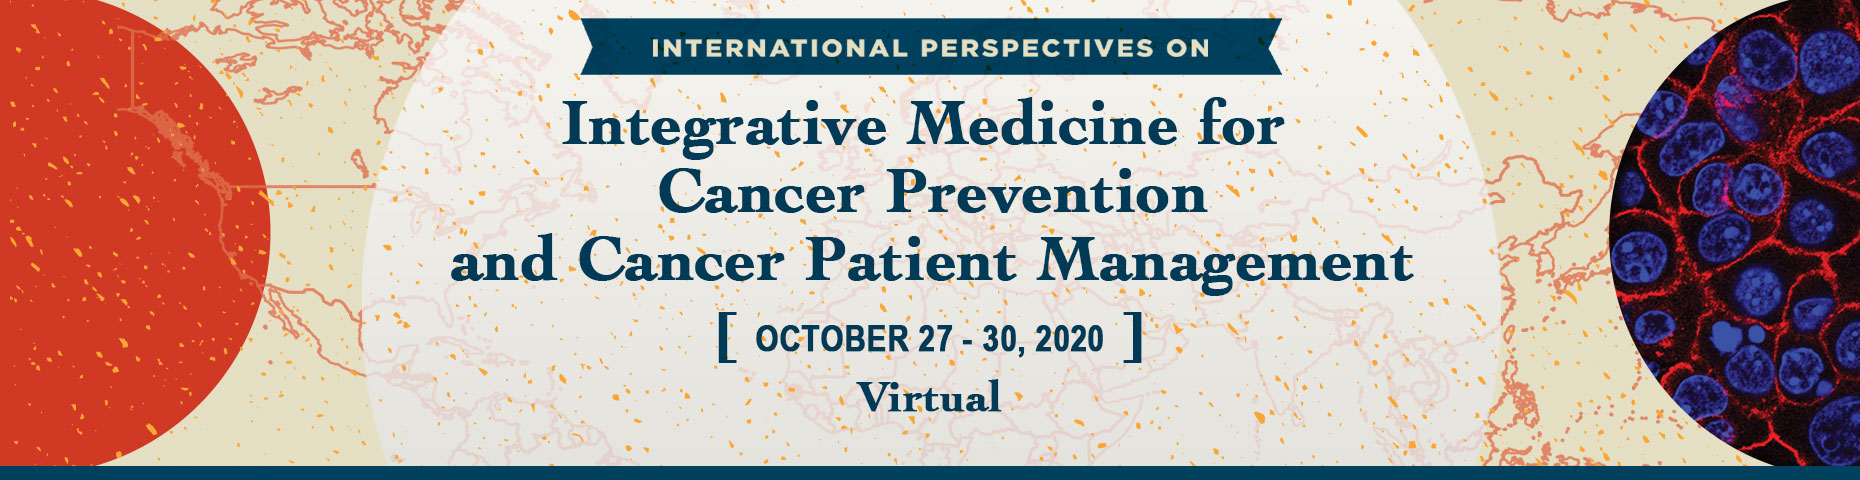 INTERNATIONAL PERSPECTIVES ON
Integrative Medicine for
Cancer Prevention
and Cancer Patient Management
[ OCTOBER 27 - 30, 2020 ]
Virtual